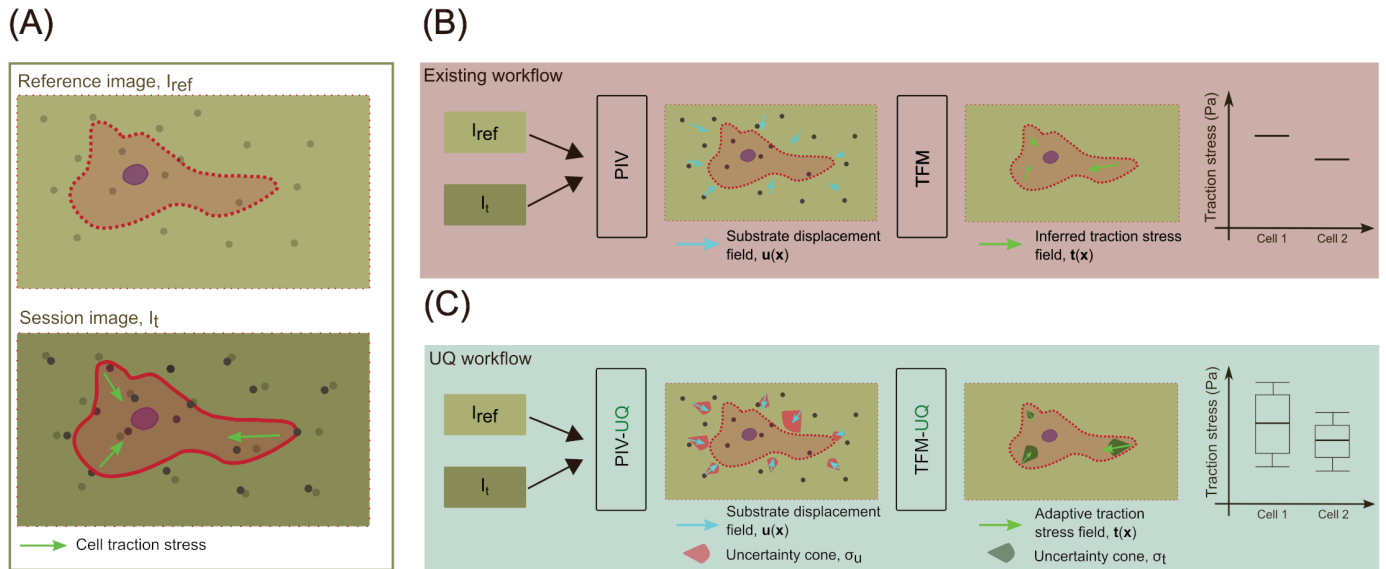 (A)
Reference image, Iref
Session image, It
Cell traction stress
(B)
Existing workflow
Iref
It
PIV
Substrate displacement
field, u(x)
TFM
Inferred traction stress
field, t(x)
Traction stress (Pa)
Cell 1
Cell 2
(C)
UQ workflow
Iref
It
PIV-UQ
Substrate displacement
field, u(x)
Uncertainty cone, σu
TFM-UQ
Adaptive traction
stress field, t(x)
Uncertainty cone, σt
Traction stress (Pa)
Cell 1
Cell 2